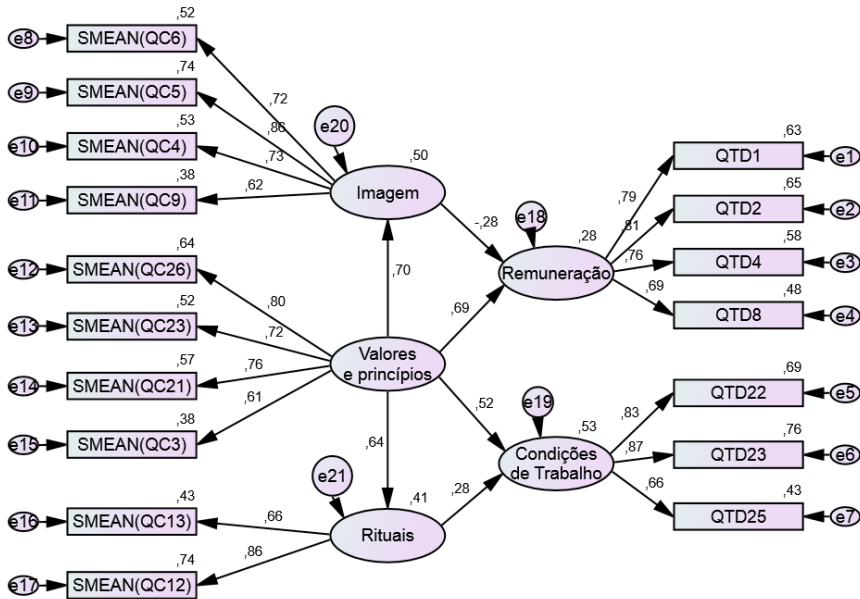 ,52
e8 SMEAN(QC6)
,74
e9 SMEAN(QC5)
,53
e10 SMEAN(QC4)
,38
e11 SMEAN(QC9)
,72
,86
,73
,62
e20
,50
Imagem
-,28
,70
,64
e12 SMEAN(QC26)
,52
e13 SMEAN(QC23)
,57
e14 SMEAN(QC21)
,38
e15 SMEAN(QC3)
,80
,72
,76
,61
Valores
e princípios
,69
,52
,64
,43
e16 SMEAN(QC13)
,74
e17 SMEAN(QC12)
,66
,86
e21
,41
Rituais
,28
e18
,28
Remuneração
,79
,81
,76
,69
,63
QTD1 e1
,65
QTD2 e2
,58
QTD4 e3
,48
QTD8 e4
e19
,53
Condições
de Trabalho
,83
,87
,66
,69
QTD22 e5
,76
QTD23 e6
,43
QTD25 e7